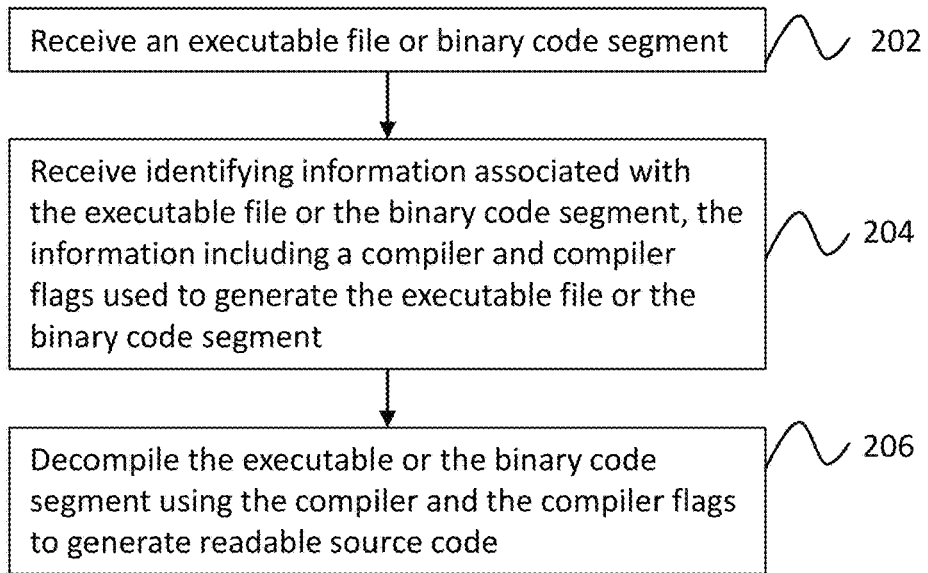 Receive an executable file or binary code segment
202
Receive identifying information associated with
the executable file or the binary code segment, the
information including a compiler and compiler
flags used to generate the executable file or the
binary code segment
204
Decompile the executable or the binary code
segment using the compiler and the compiler flags
to generate readable source code
206